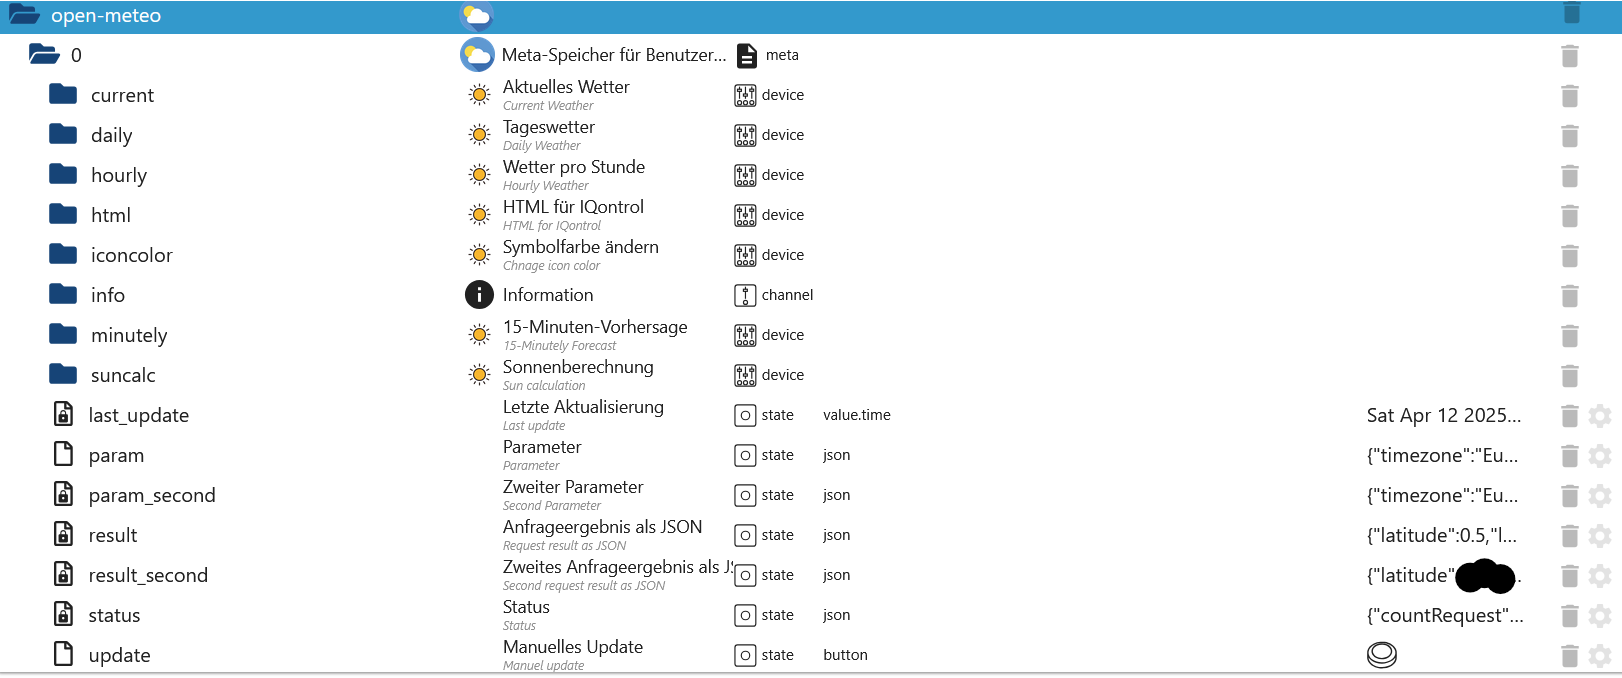 open-meteo
0 Meta-Speicher für Benutzer... meta
current Aktuelles Wetter device
Current Weather
daily Tageswetter device
Daily Weather
hourly Wetter pro Stunde device
Hourly Weather
html HTML für IQontrol device
HTML for IQontrol
iconcolor Symbolfarbe ändern device
Chnage icon color
info Information channel
minutely 15-Minuten-Vorhersage device
15-Minutely Forecast
suncalc Sonnenberechnung device
Sun calculation
last_update Letzte Aktualisierung state value.time Sat Apr 12 2025...
Last update
param Parameter state json {"timezone":"Eu...
Parameter
param_second Zweiter Parameter state json {"timezone":"Eu...
Second Parameter
result Anfrageergebnis als JSON state json {"latitude":0.5,"l...
Request result as JSON
result_second Zweites Anfrageergebnis als JS state json {"latitude"
Second request result as JSON
status Status state json {"countRequest"...
Status
update Manuelles Update state button
Manuel update